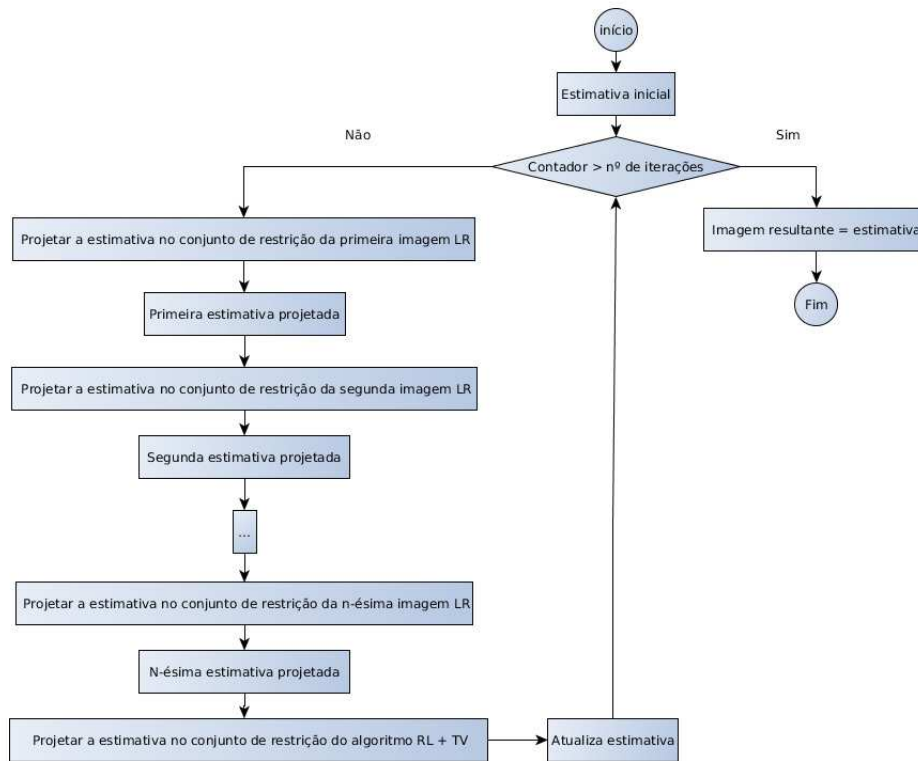 início
Estimativa inicial
Não
Sim
Contador > nº de iterações
Projetar a estimativa no conjunto de restrição da primeira imagem LR
Imagem resultante = estimativa
Primeira estimativa projetada
Fim
Projetar a estimativa no conjunto de restrição da segunda imagem LR
Segunda estimativa projetada
...
Projetar a estimativa no conjunto de restrição da n-ésima imagem LR
N-ésima estimativa projetada
Projetar a estimativa no conjunto de restrição do algoritmo RL + TV
Atualiza estimativa